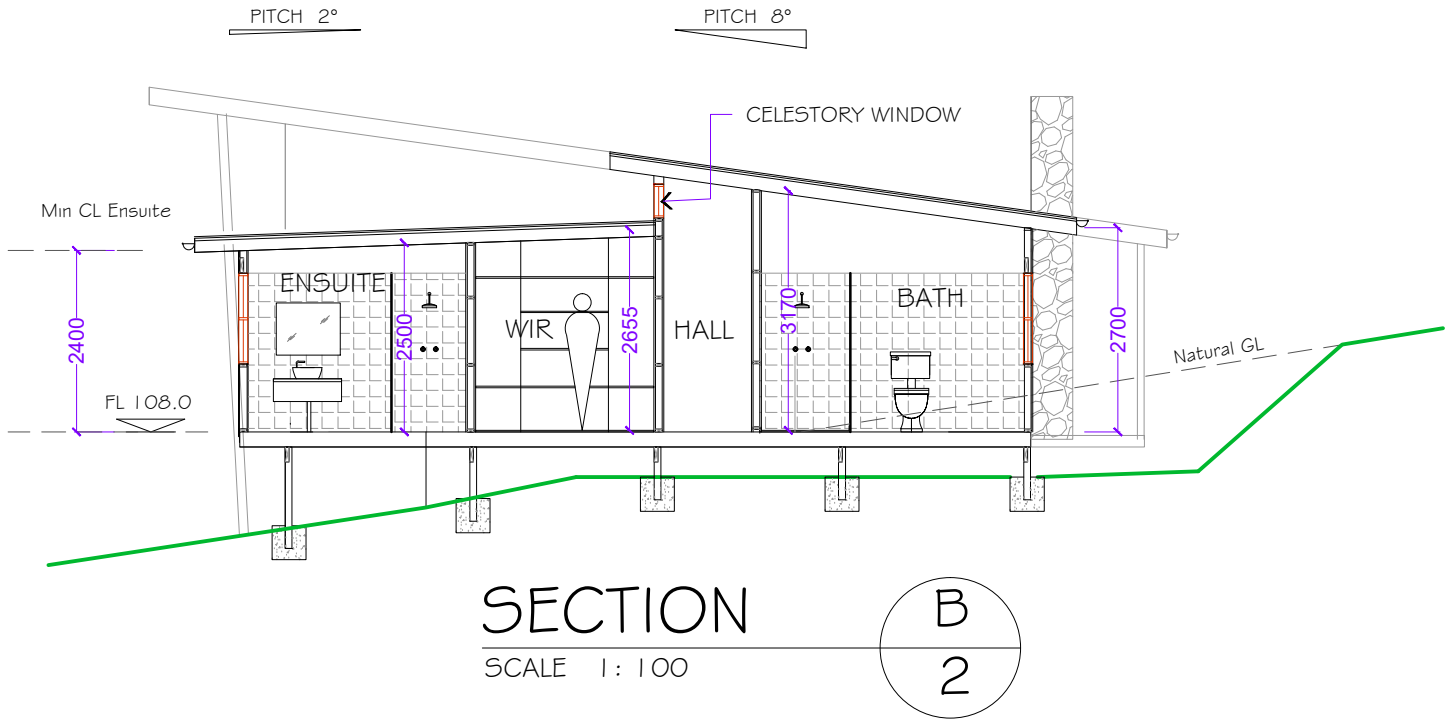 PITCH 2°
PITCH 8°
CELESTORY WINDOW
Min CL Ensuite
ENSUITE
WIR
HALL
BATH
2400
2500
2655
3170
2700
Natural GL
FL 108.0
SECTION
SCALE 1: 100
B
2